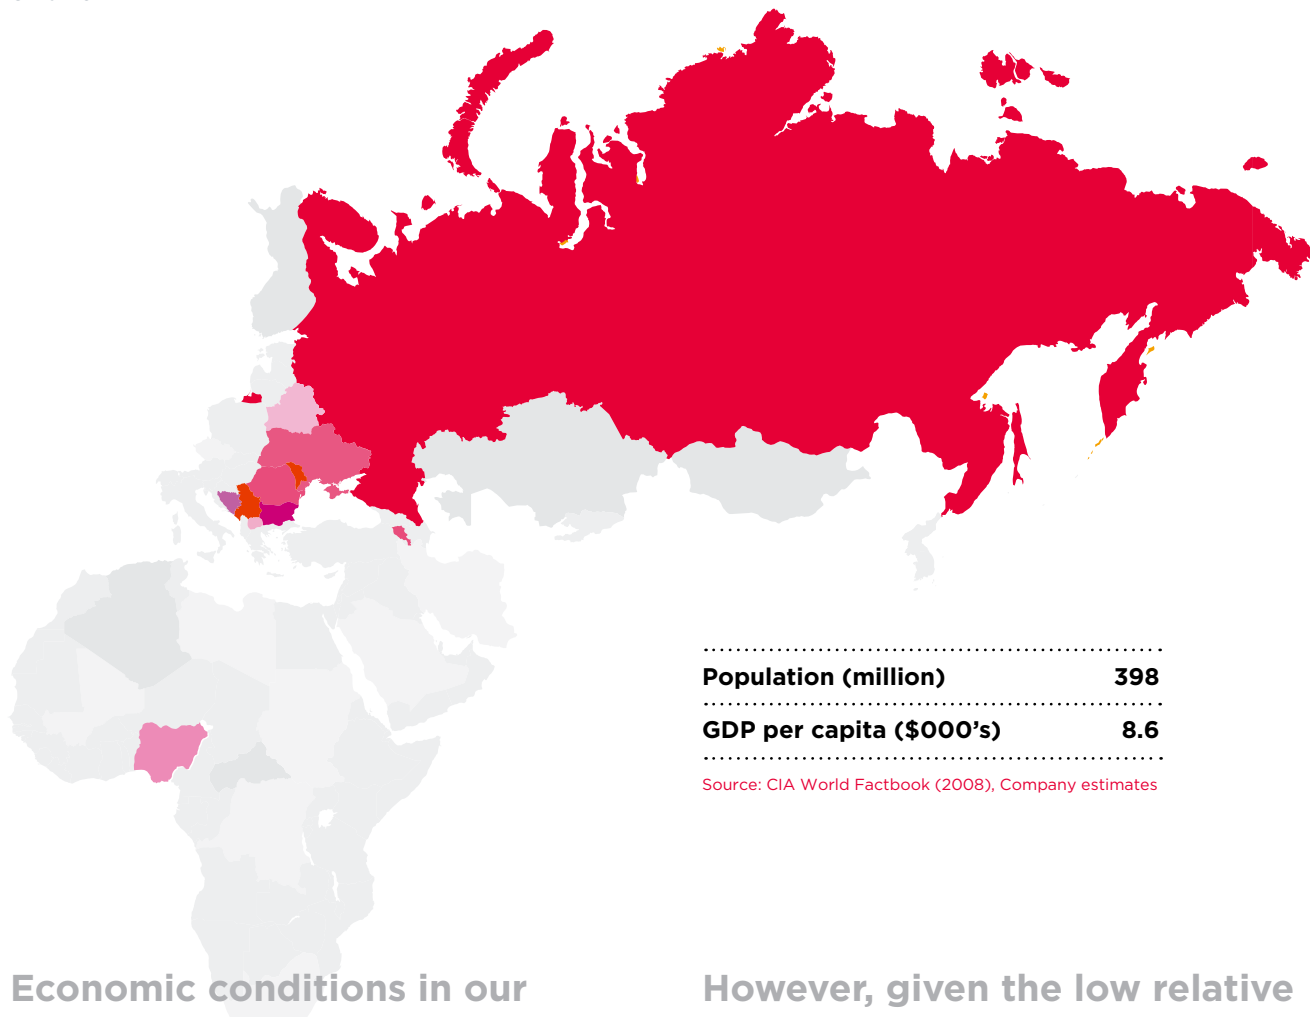 Population (million) 398
GDP per capita ($000’s) 8.6
Source: CIA World Factbook (2008), Company estimates
Economic conditions in our
However, given the low relative